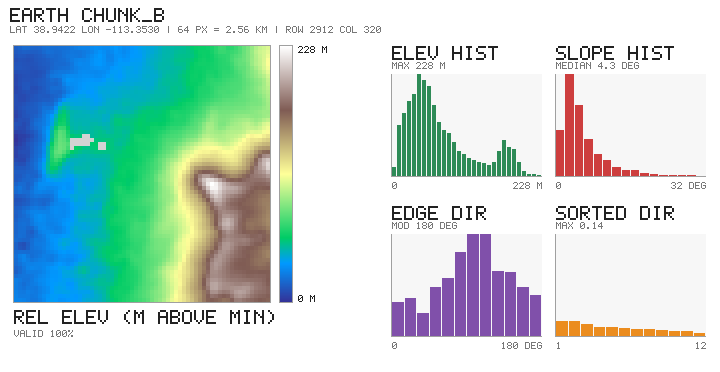 EARTH CHUNK_B
LAT 38.9422 LON -113.3530 | 64 PX = 2.56 KM | ROW 2912 COL 320
228 M
0 M
REL ELEV (M ABOVE MIN)
VALID 100%
ELEV HIST
MAX 228 M
0 228 M
SLOPE HIST
MEDIAN 4.3 DEG
0 32 DEG
EDGE DIR
MOD 180 DEG
0 180 DEG
SORTED DIR
MAX 0.14
1 12